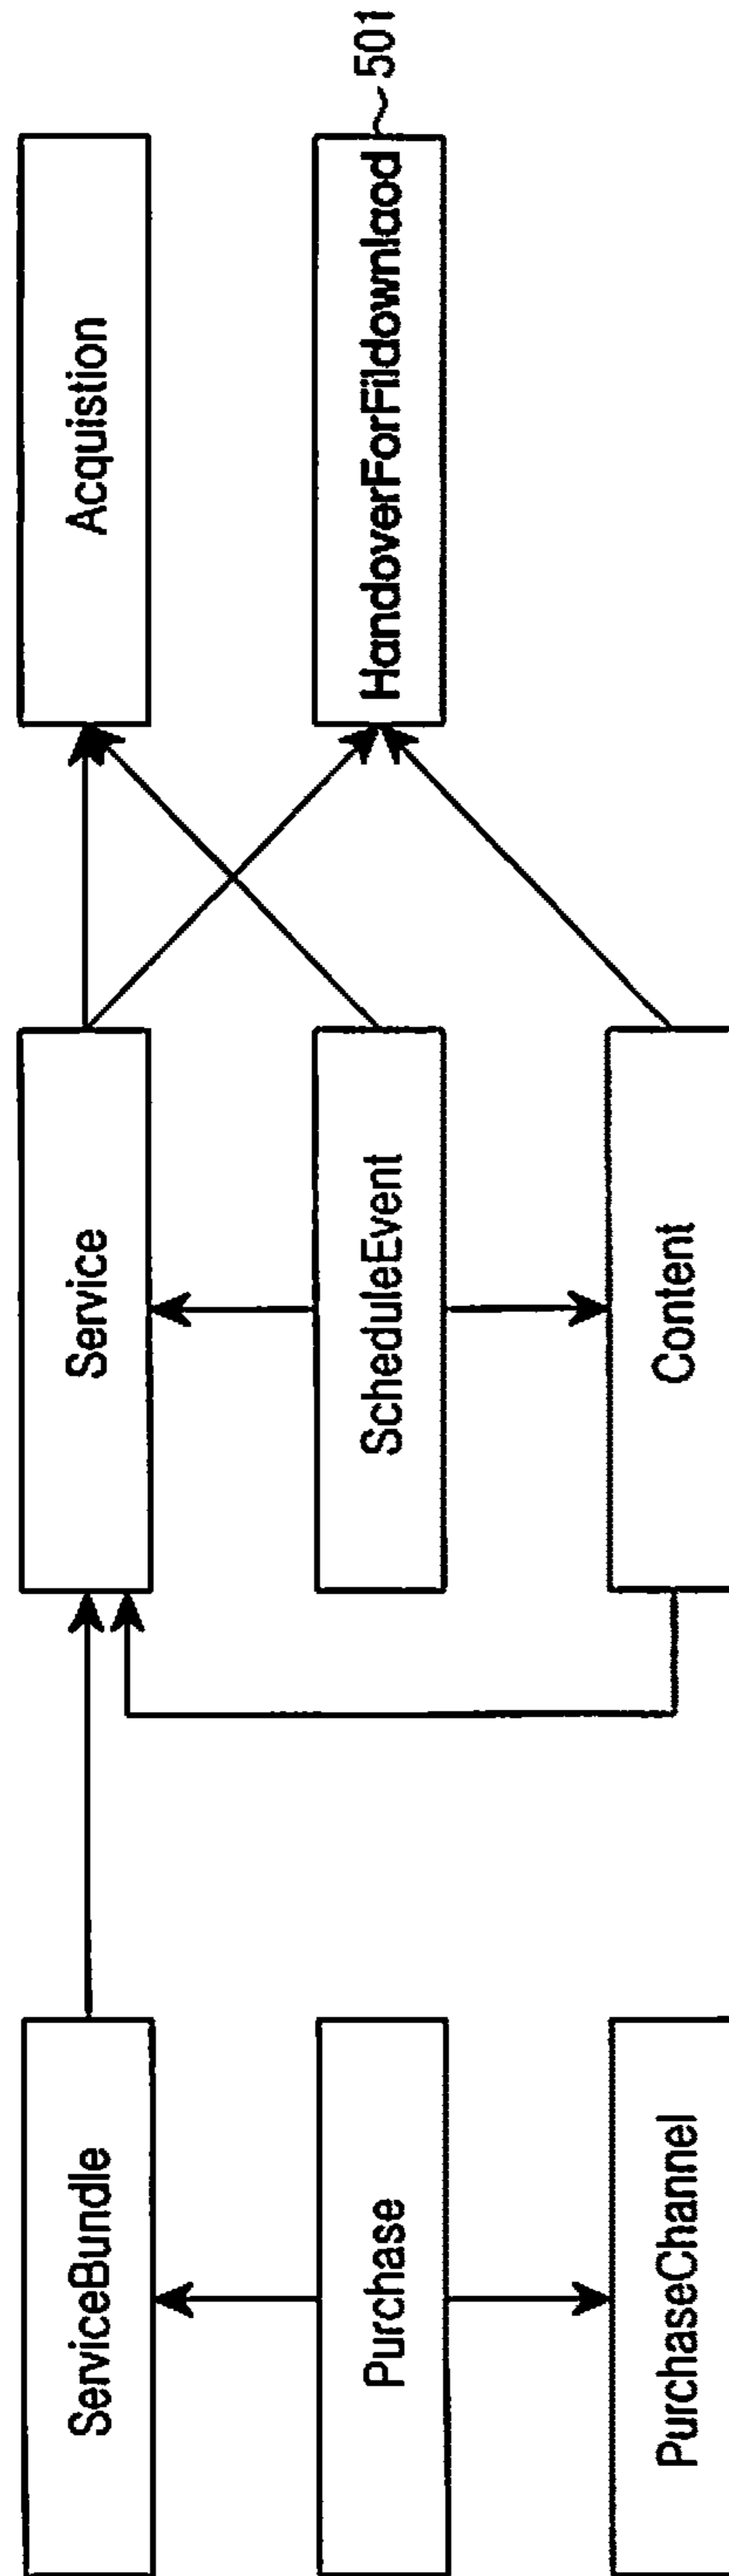 ServiceBundle
Service
Acquistion
Purchase
ScheduleEvent
HandoverForFildownlaod
501
PurchaseChannel
Content